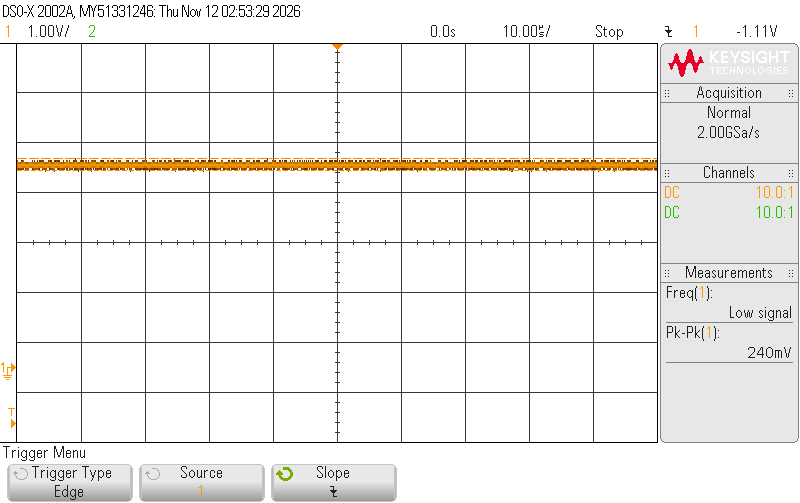 DSO-X 2002A, MY51331246: Thu Nov 12 02:53:29 2026
1 1.00V/ 2 0.0s 10.00s/ Stop 1 -1.11V
KEYSIGHT
TECHNOLOGIES
Acquisition
Normal
2.00GSa/s
Channels
DC 10.0:1
DC 10.0:1
Measurements
Freq(1):
Low signal
Pk-Pk(1):
240mV
1
T
Trigger Menu
Trigger Type
Edge
Source
1
Slope